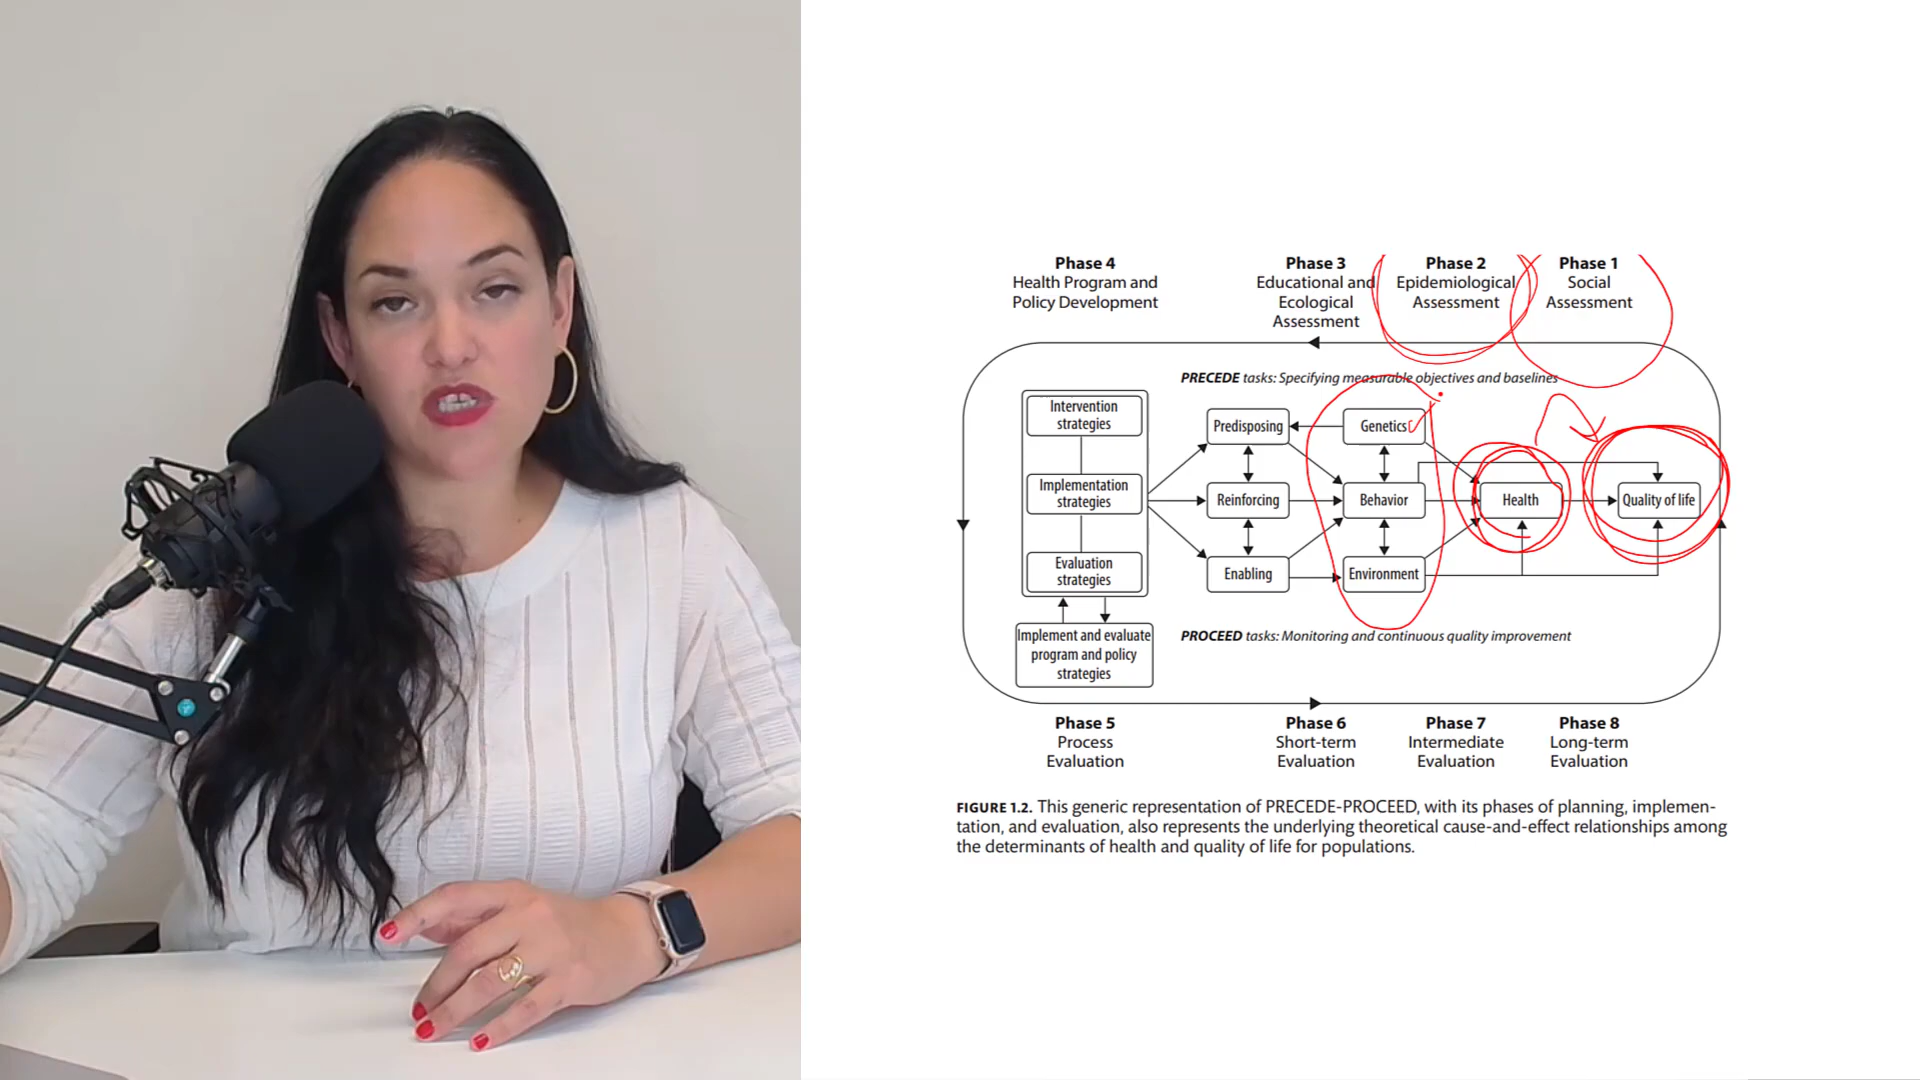 Phase 4
Health Program and
Policy Development
Phase 3
Educational and
Ecological
Assessment
Phase 2
Epidemiological
Assessment
Phase 1
Social
Assessment
PRECEDE tasks: Specifying measurable objectives and baselines
Intervention
strategies
Implementation
strategies
Evaluation
strategies
Implement and evaluate
program and policy
strategies
Predisposing
Reinforcing
Enabling
Genetics
Behavior
Environment
Health
Quality of life
PROCEED tasks: Monitoring and continuous quality improvement
Phase 5
Process
Evaluation
Phase 6
Short-term
Evaluation
Phase 7
Intermediate
Evaluation
Phase 8
Long-term
Evaluation
FIGURE 1.2. This generic representation of PRECEDE-PROCEED, with its phases of planning, implemen-
tation, and evaluation, also represents the underlying theoretical cause-and-effect relationships among
the determinants of health and quality of life for populations.